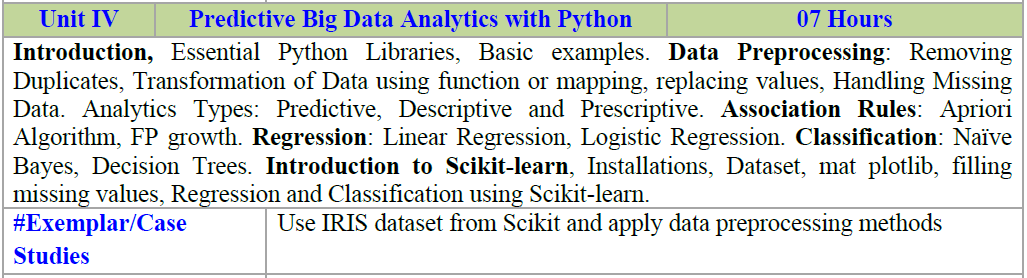 Unit IV Predictive Big Data Analytics with Python 07 Hours
Introduction, Essential Python Libraries, Basic examples. Data Preprocessing: Removing
Duplicates, Transformation of Data using function or mapping, replacing values, Handling Missing
Data. Analytics Types: Predictive, Descriptive and Prescriptive. Association Rules: Apriori
Algorithm, FP growth. Regression: Linear Regression, Logistic Regression. Classification: Naïve
Bayes, Decision Trees. Introduction to Scikit-learn, Installations, Dataset, mat plotlib, filling
missing values, Regression and Classification using Scikit-learn.
#Exemplar/Case Use IRIS dataset from Scikit and apply data preprocessing methods
Studies